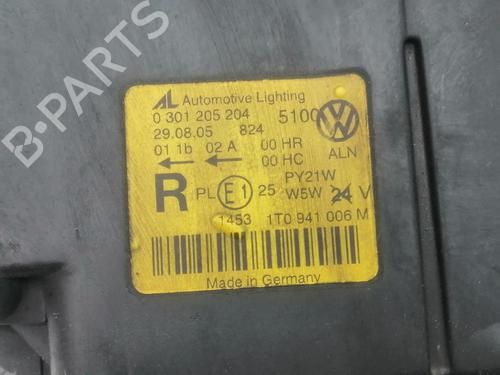 B-PARTS
AL Automotive Lighting
0 301 205 204 5100
29.08.05 824
01 1b 02 A 00 HR ALN
00 HC
R PL E1 25 PY21W
W5W 24 V
1453 1T0 941 006 M
Made in Germany